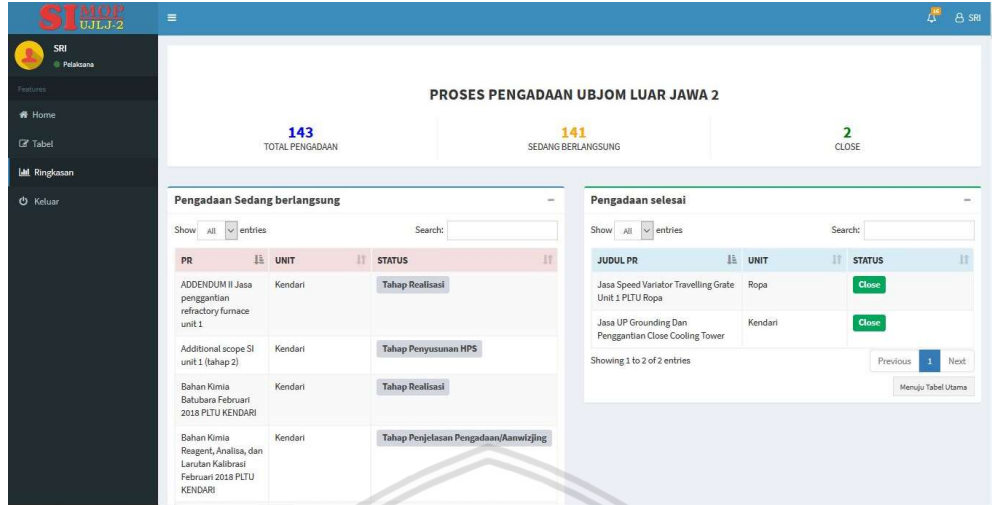 SIMOP
UJLJ-2
SRI
SRI
Pelaksana
Features
Home
Tabel
Ringkasan
Keluar
PROSES PENGADAAN UBJOM LUAR JAWA 2
143
TOTAL PENGADAAN
141
SEDANG BERLANGSUNG
2
CLOSE
Pengadaan Sedang berlangsung
Show All entries
Search:
PR UNIT STATUS
ADDENDUM II Jasa Kendari Tahap Realisasi
penggantian
refractory furnace
unit 1
Additional scope SI Kendari Tahap Penyusunan HPS
unit 1 (tahap 2)
Bahan Kimia Kendari Tahap Realisasi
Batubara Februari
2018 PLTU KENDARI
Bahan Kimia Kendari Tahap Penjelasan Pengadaan/Aanwizjing
Reagent, Analisa, dan
Larutan Kalibrasi
Februari 2018 PLTU
KENDARI
Pengadaan selesai
Show All entries
Search:
JUDUL PR UNIT STATUS
Jasa Speed Variator Travelling Grate Ropa Close
Unit 1 PLTU Ropa
Jasa UP Grounding Dan Kendari Close
Penggantian Close Cooling Tower
Showing 1 to 2 of 2 entries
Previous 1 Next
Menuju Tabel Utama